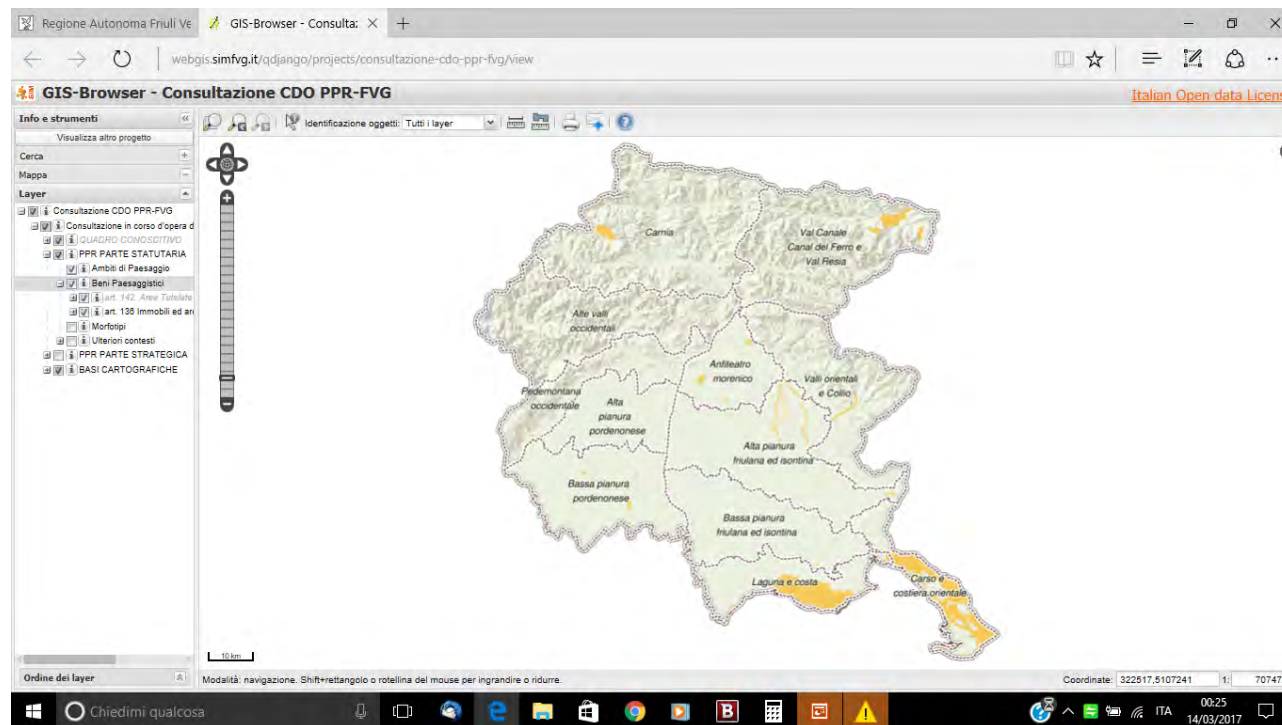 Regione Autonoma Friuli Ve
GIS-Browser - Consulta:
webgis.simfvg.it/qdjango/projects/consultazione-cdo-ppr-fvg/view
GIS-Browser - Consultazione CDO PPR-FVG
Italian Open data Licens
Info e strumenti
Visualizza altro progetto
Identificazione oggetti: Tutti i layer
Cerca
Mappa
Layer
Consultazione CDO PPR-FVG
Consultazione in corso d'opera d
QUADRO CONOSCITIVO
PPR PARTE STATUTARIA
Ambiti di Paesaggio
Beni Paesaggistici
art. 142. Aree Tutelate
art. 136 Immobili ed are
Morfotipi
Ulteriori contesti
PPR PARTE STRATEGICA
BASI CARTOGRAFICHE
Carnia
Val Canale
Canal del Ferro e
Val Resia
Alte valli
occidentali
Anfiteatro
morenico
Valli orientali
e Collio
Pedemontana
occidentale
Alta
pianura
pordenonese
Alta pianura
friulana ed isontina
Bassa pianura
pordenonese
Bassa pianura
friulana ed isontina
Laguna e costa
Carso e
costiera orientale
10 km
Ordine dei layer
Modalità: navigazione. Shift+rettangolo o rotellina del mouse per ingrandire o ridurre.
Coordinate: 322517,5107241
1: 70747
Chiedimi qualcosa
ITA
00:25
14/03/2017